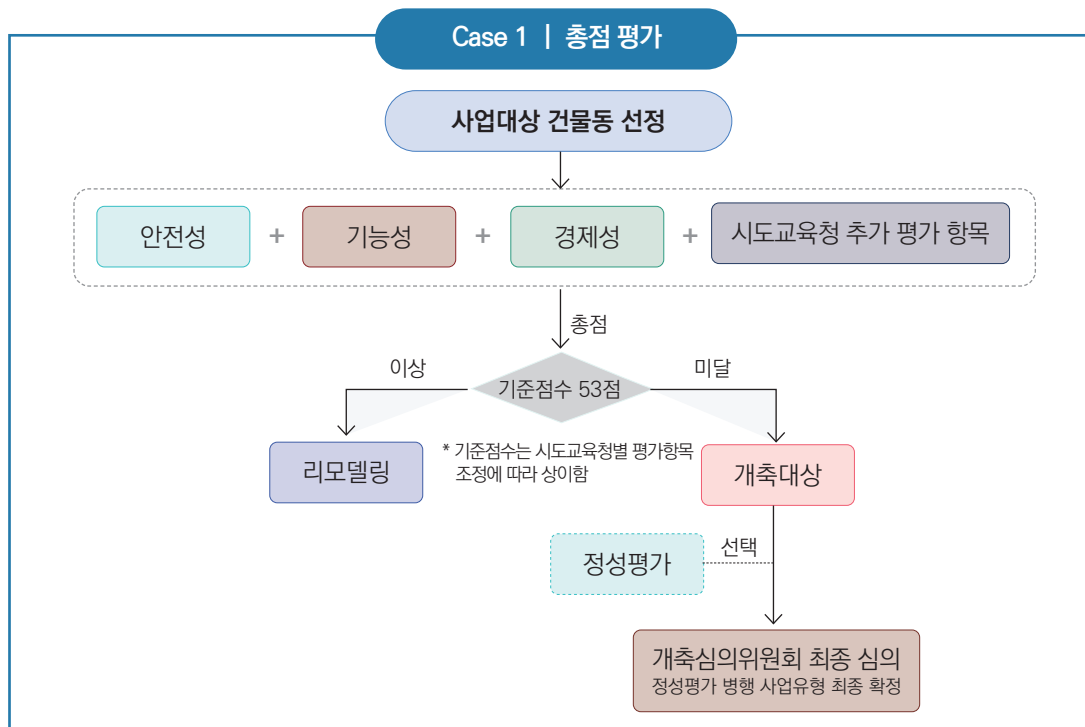 Case 1 | 총점 평가
사업대상 건물동 선정
안전성 + 기능성 + 경제성 + 시도교육청 추가 평가 항목
총점
이상
미달
기준점수 53점
리모델링
* 기준점수는 시도교육청별 평가항목
조정에 따라 상이함
개축대상
정성평가
선택
개축심의위원회 최종 심의
정성평가 병행 사업유형 최종 확정